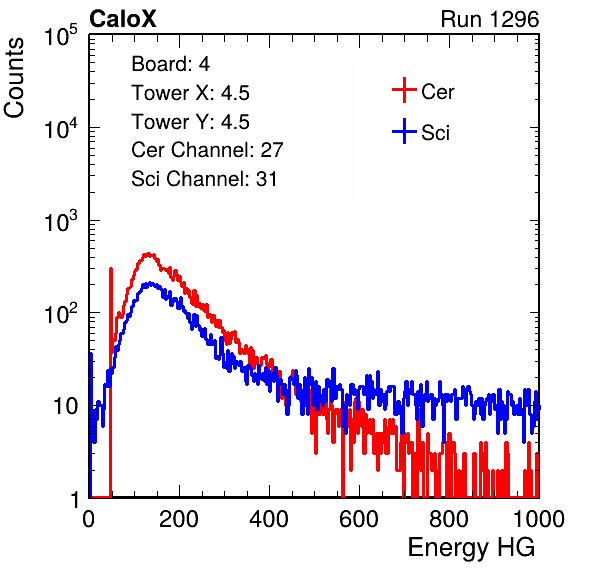 CaloX Run 1296
Counts
10^5
10^4
10^3
10^2
10
1
Board: 4
Tower X: 4.5
Tower Y: 4.5
Cer Channel: 27
Sci Channel: 31
Cer
Sci
0 200 400 600 800 1000
Energy HG